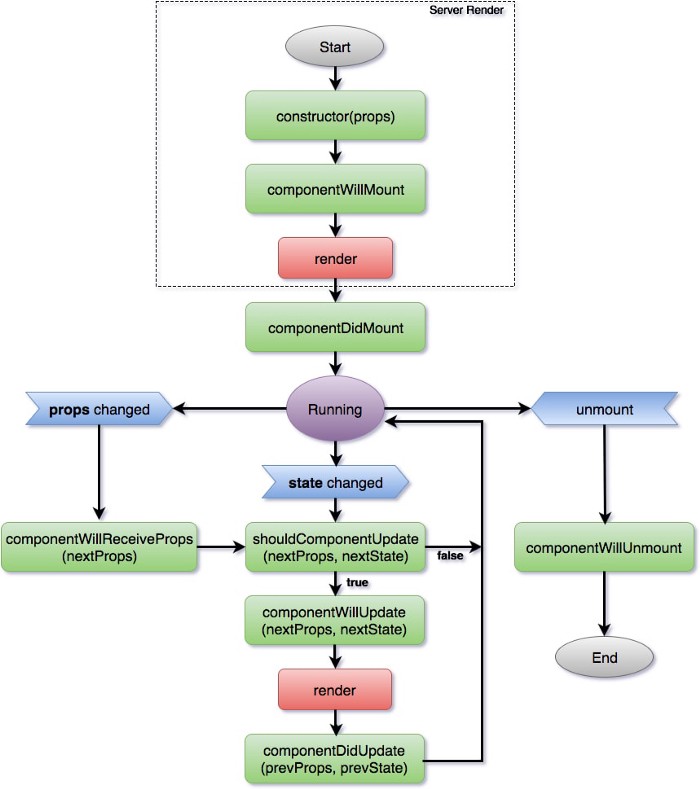 Server Render
Start
constructor(props)
componentWillMount
render
componentDidMount
props changed
Running
unmount
state changed
componentWillReceiveProps
(nextProps)
shouldComponentUpdate
(nextProps, nextState)
false
componentWillUnmount
true
componentWillUpdate
(nextProps, nextState)
End
render
componentDidUpdate
(prevProps, prevState)